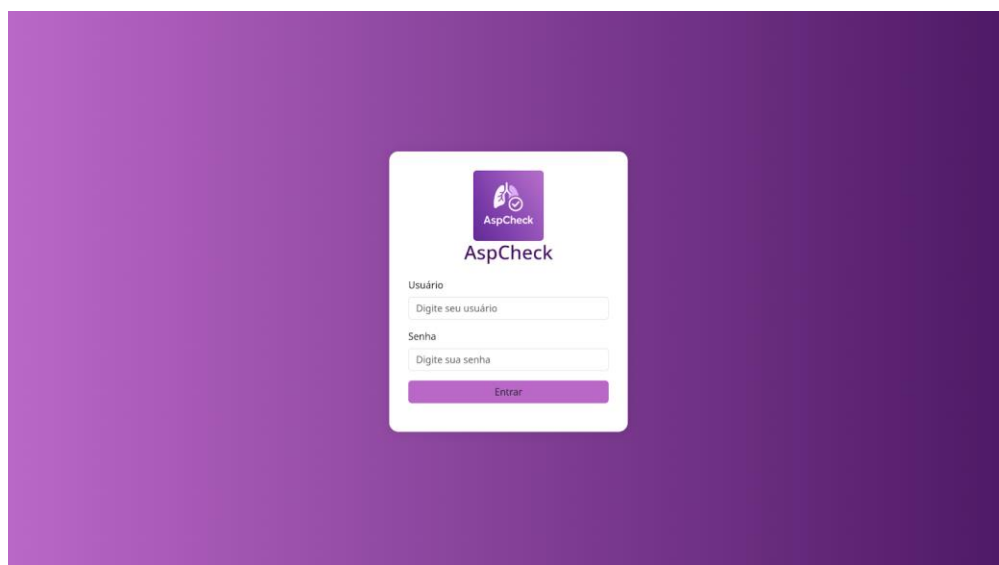 AspCheck
AspCheck
Usuário
Digite seu usuário
Senha
Digite sua senha
Entrar